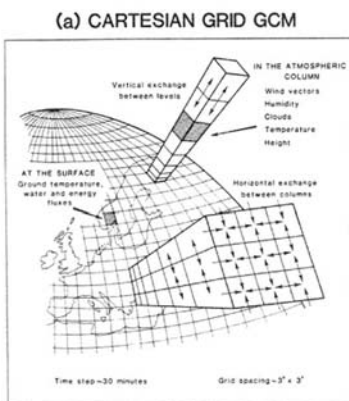 (a) CARTESIAN GRID GCM
IN THE ATMOSPHERIC
COLUMN
Wind vectors
Humidity
Clouds
Temperature
Height
Vertical exchange
between levels
AT THE SURFACE
Ground temperature,
water and energy
fluxes
Horizontal exchange
between columns
Time step ~30 minutes
Grid spacing ~3° x 3°